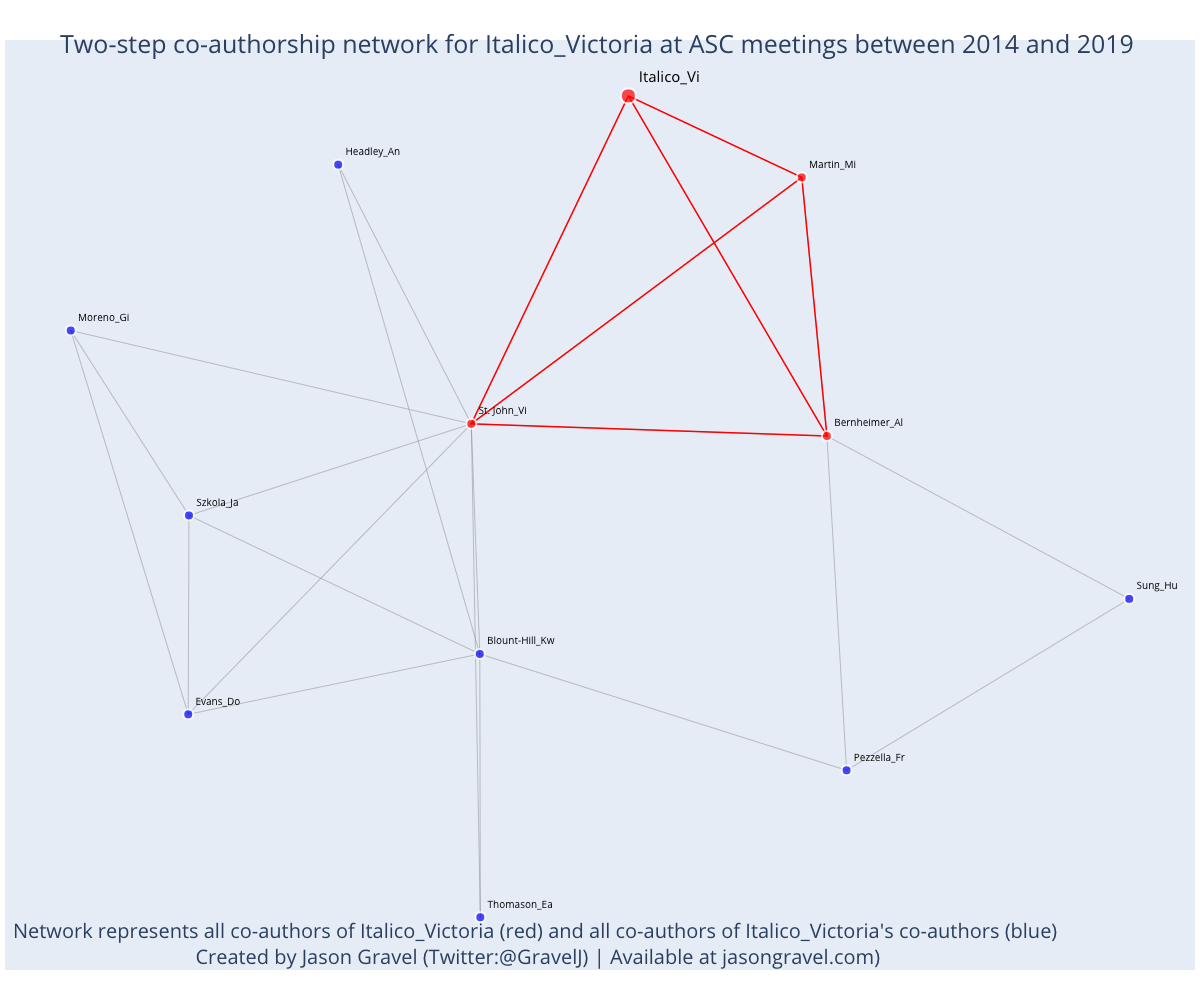 Two-step co-authorship network for Italico_Victoria at ASC meetings between 2014 and 2019
Italico_Vi
Headley_An
Martin_Mi
Moreno_Gi
St. John_Vi
Bernheimer_Al
Szkola_Ja
Sung_Hu
Blount-Hill_Kw
Evans_Do
Pezzella_Fr
Thomason_Ea
Network represents all co-authors of Italico_Victoria (red) and all co-authors of Italico_Victoria's co-authors (blue)
Created by Jason Gravel (Twitter:@GravelJ) | Available at jasongravel.com)